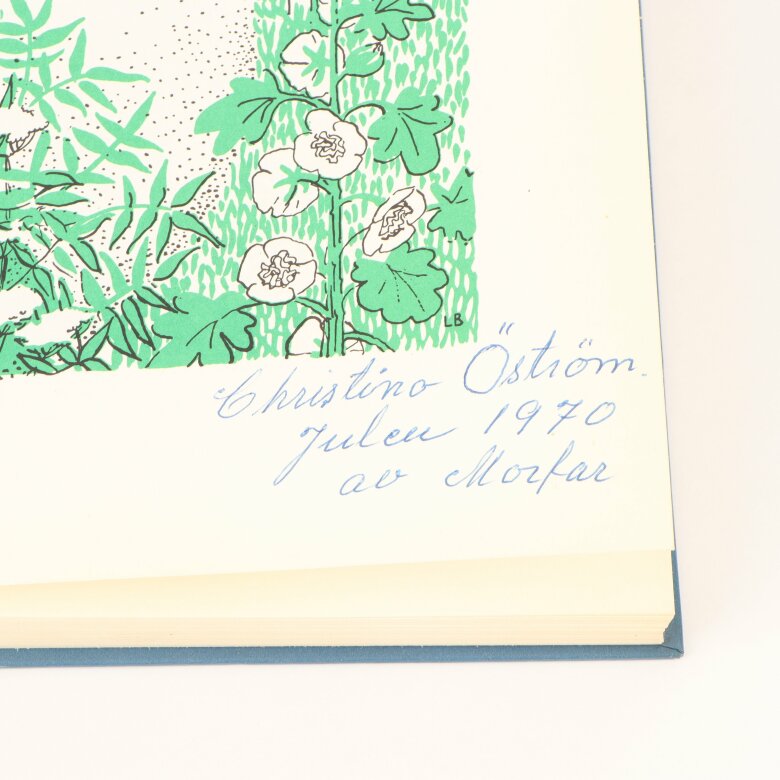 LB
Christina Öström.
Julen 1970
av Morfar